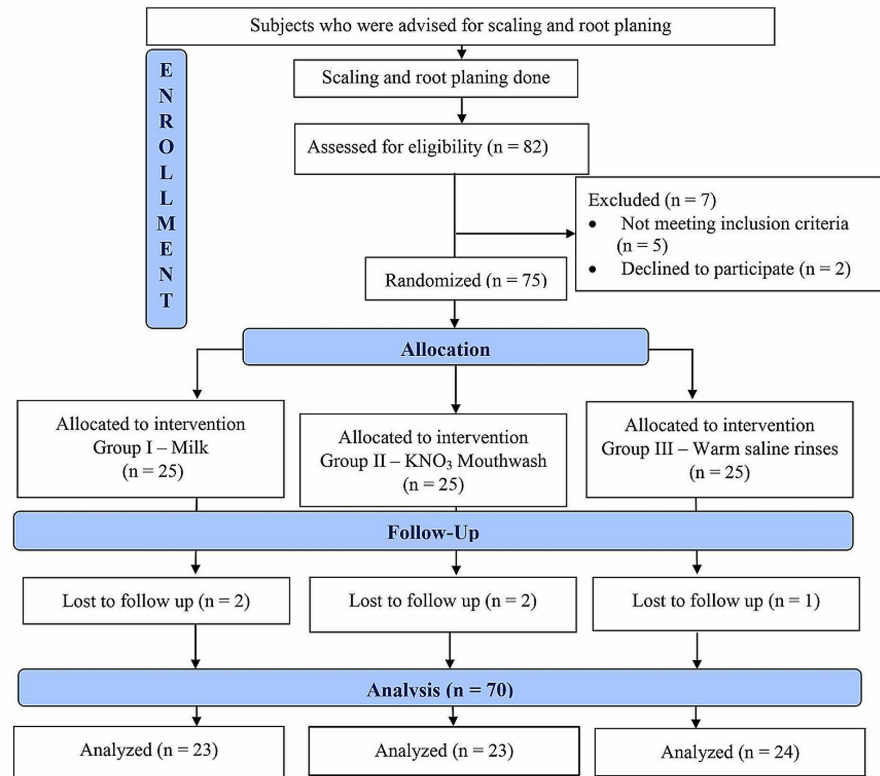 Subjects who were advised for scaling and root planing
ENROLLMENT
Scaling and root planing done
Assessed for eligibility (n = 82)
Excluded (n = 7)
• Not meeting inclusion criteria
(n = 5)
• Declined to participate (n = 2)
Randomized (n = 75)
Allocation
Allocated to intervention
Group I – Milk
(n = 25)
Allocated to intervention
Group II – KNO₃ Mouthwash
(n = 25)
Allocated to intervention
Group III – Warm saline rinses
(n = 25)
Follow-Up
Lost to follow up (n = 2)
Lost to follow up (n = 2)
Lost to follow up (n = 1)
Analysis (n = 70)
Analyzed (n = 23)
Analyzed (n = 23)
Analyzed (n = 24)